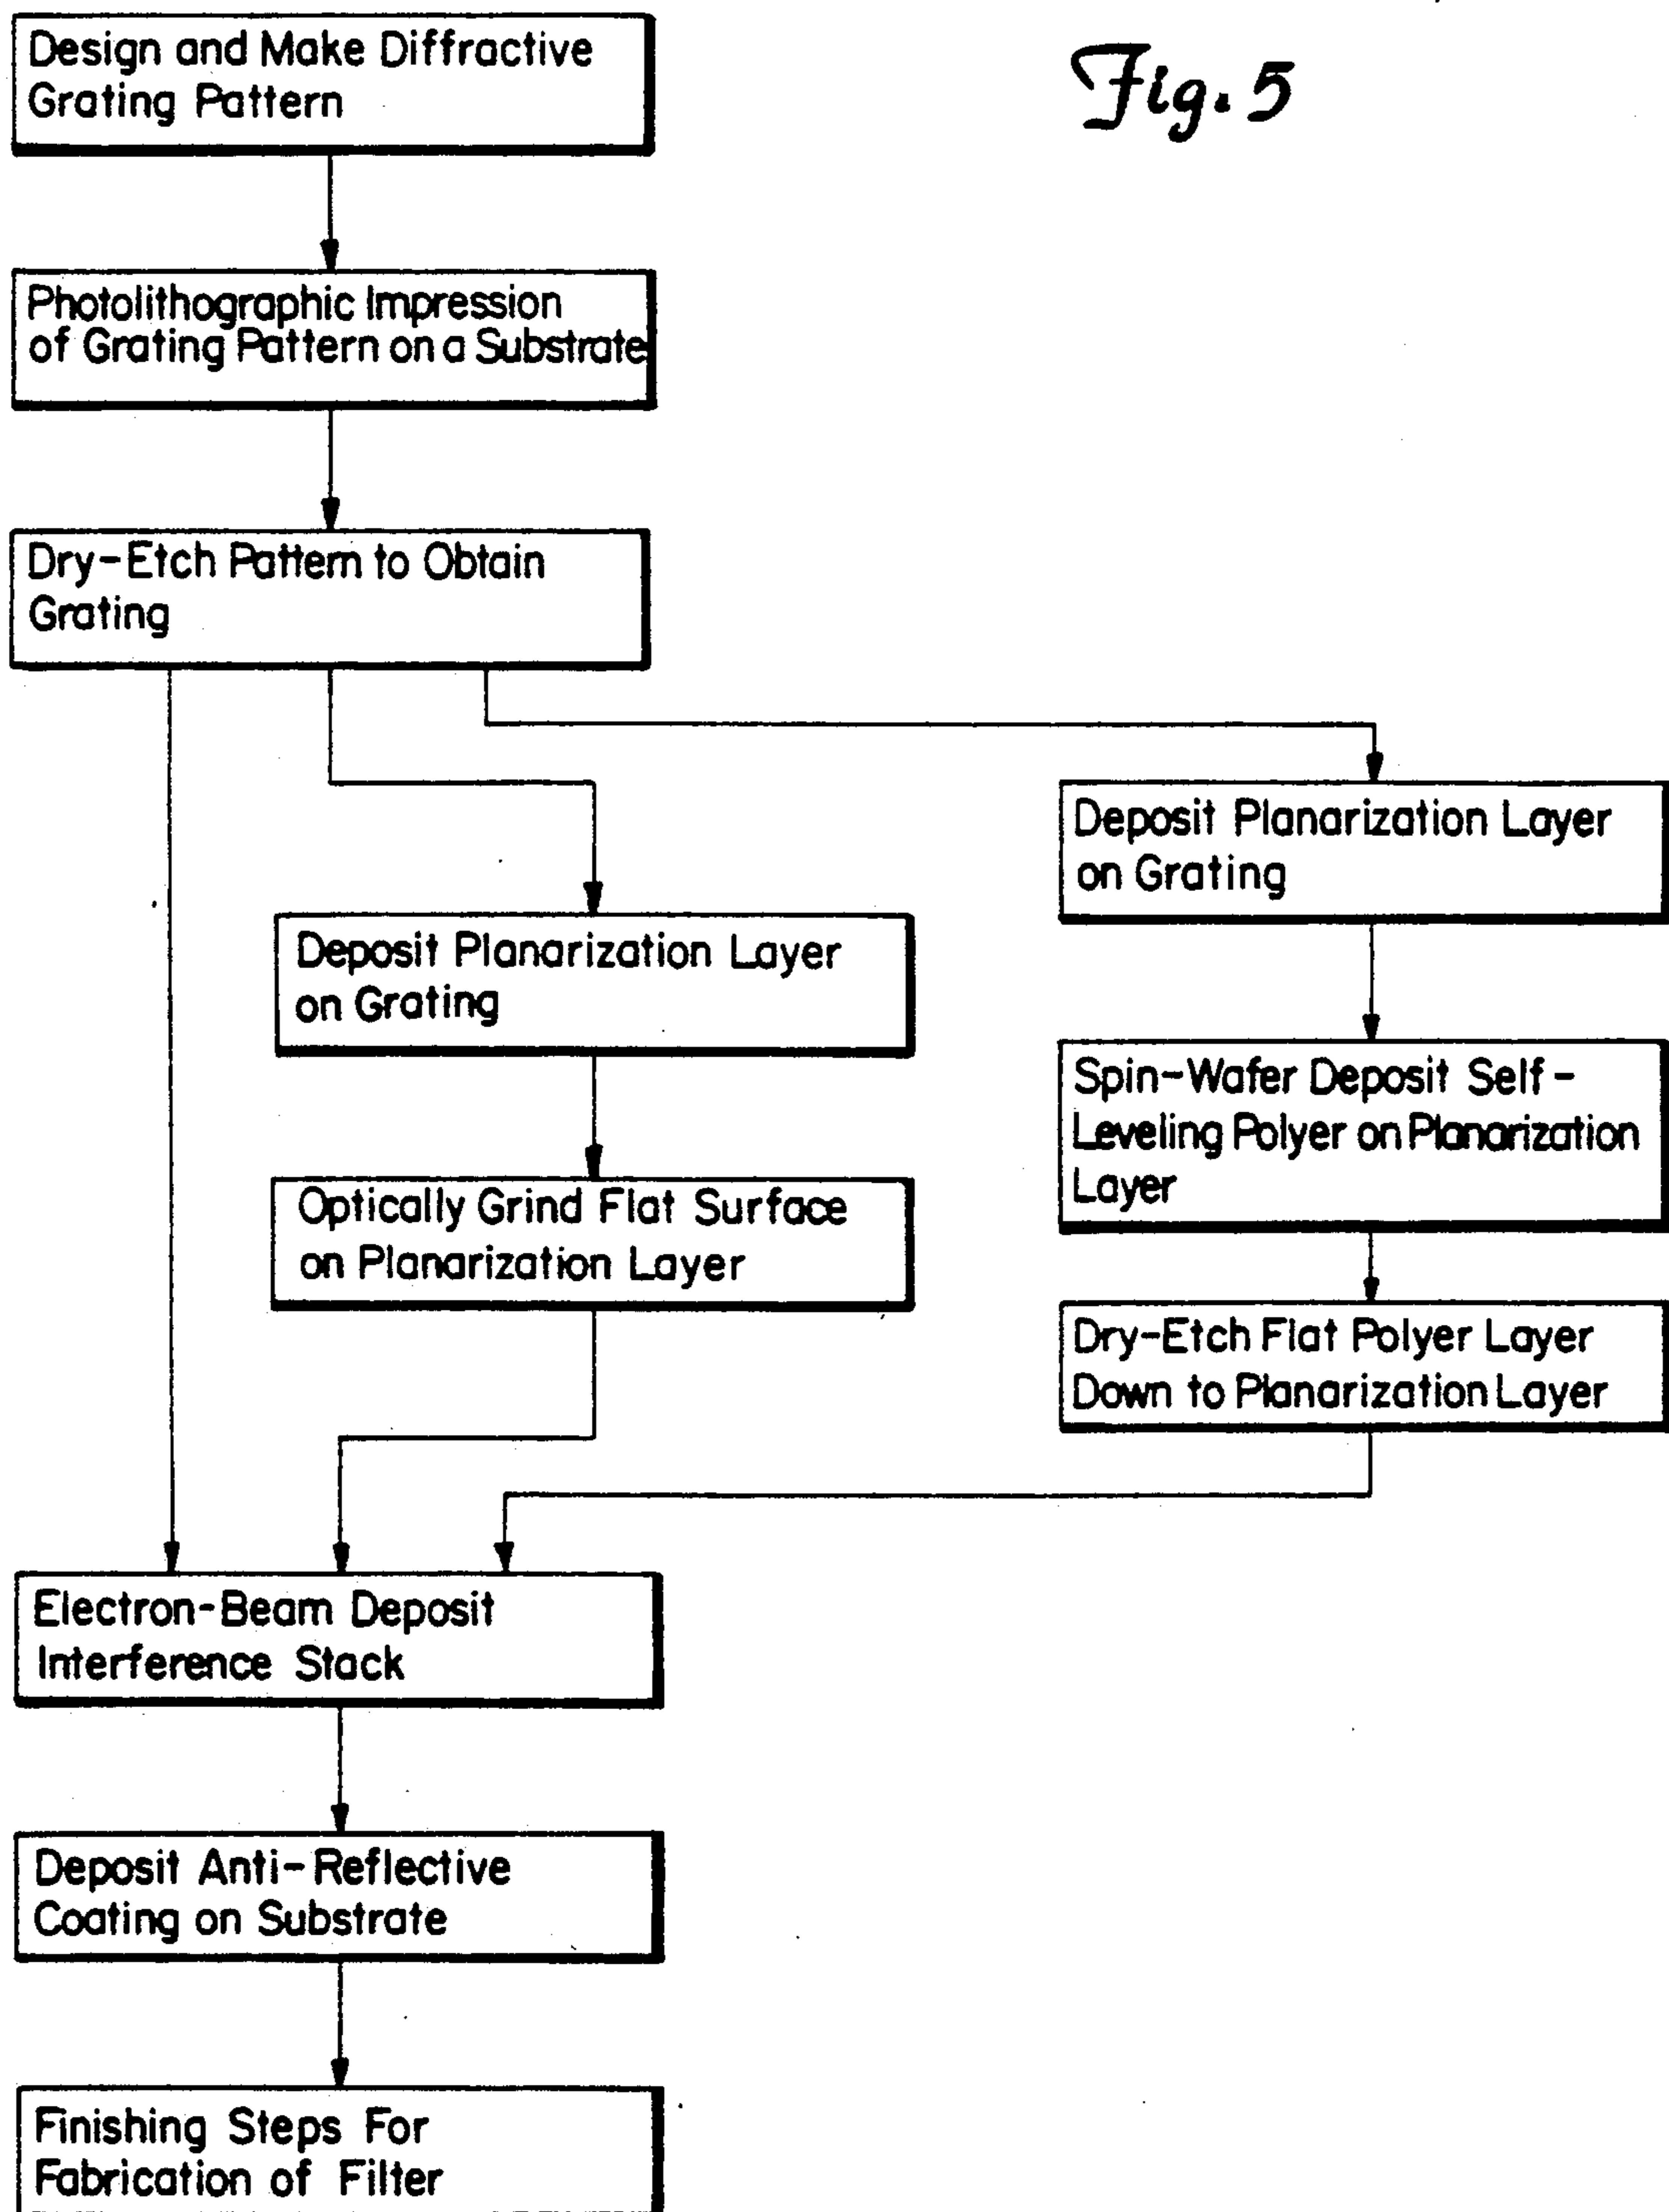 Fig. 5
Design and Make Diffractive
Grating Pattern
Photolithographic Impression
of Grating Pattern on a Substrate
Dry-Etch Pattern to Obtain
Grating
Deposit Planarization Layer
on Grating
Optically Grind Flat Surface
on Planarization Layer
Deposit Planarization Layer
on Grating
Spin-Wafer Deposit Self-
Leveling Polyer on Planarization
Layer
Dry-Etch Flat Polyer Layer
Down to Planarization Layer
Electron-Beam Deposit
Interference Stack
Deposit Anti-Reflective
Coating on Substrate
Finishing Steps For
Fabrication of Filter